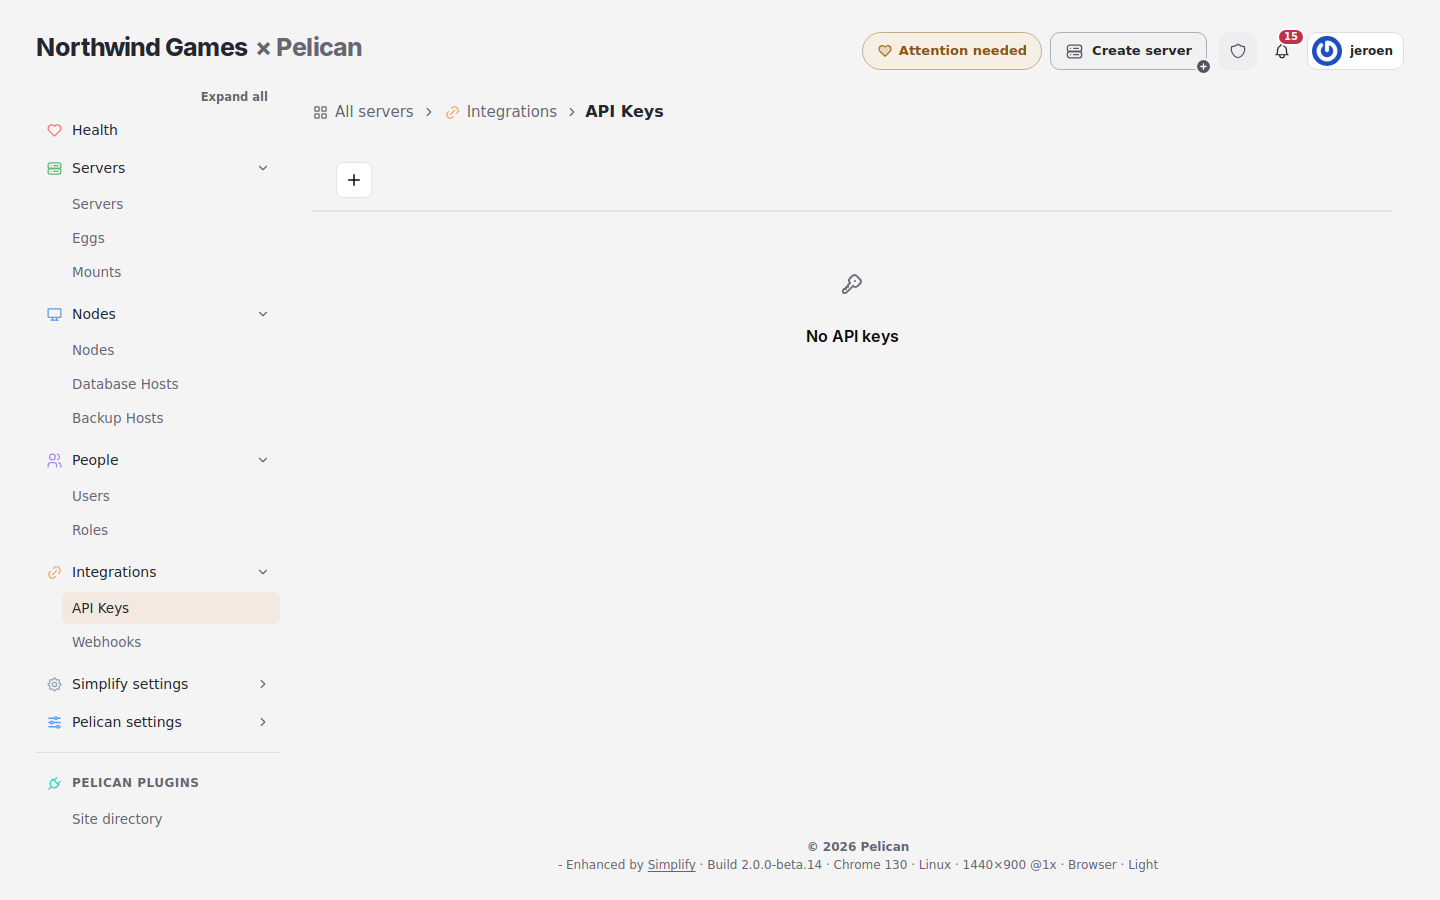 Northwind Games × Pelican
Attention needed
Create server
15
jeroen
Expand all
Health
Servers
Servers
Eggs
Mounts
Nodes
Nodes
Database Hosts
Backup Hosts
People
Users
Roles
Integrations
API Keys
Webhooks
Simplify settings
Pelican settings
PELICAN PLUGINS
Site directory
All servers > Integrations > API Keys
No API keys
© 2026 Pelican
- Enhanced by Simplify · Build 2.0.0-beta.14 · Chrome 130 · Linux · 1440×900 @1x · Browser · Light